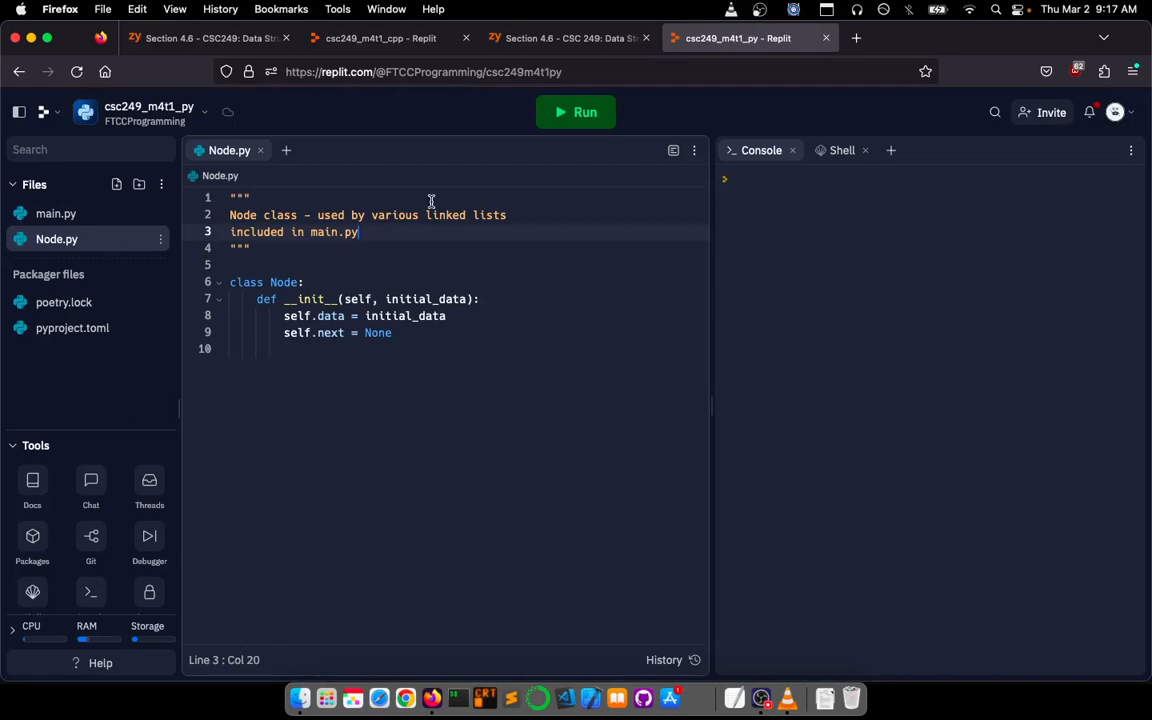 Firefox File Edit View History Bookmarks Tools Window Help Thu Mar 2 9:17 AM
Section 4.6 - CSC249: Data Str
csc249_m4t1_cpp - Replit
Section 4.6 - CSC 249: Data Str
csc249_m4t1_py - Replit
https://replit.com/@FTCCProgramming/csc249m4t1py
62
csc249_m4t1_py
FTCCProgramming
Run
Invite
Search
Files
main.py
Node.py
Packager files
poetry.lock
pyproject.toml
Tools
Docs Chat Threads
Packages Git Debugger
CPU RAM Storage
? Help
Node.py
Node.py
1 """
2 Node class - used by various linked lists
3 included in main.py
4 """
5
6 class Node:
7 def __init__(self, initial_data):
8 self.data = initial_data
9 self.next = None
10
Line 3 : Col 20
History
Console
Shell
>
CRT
1